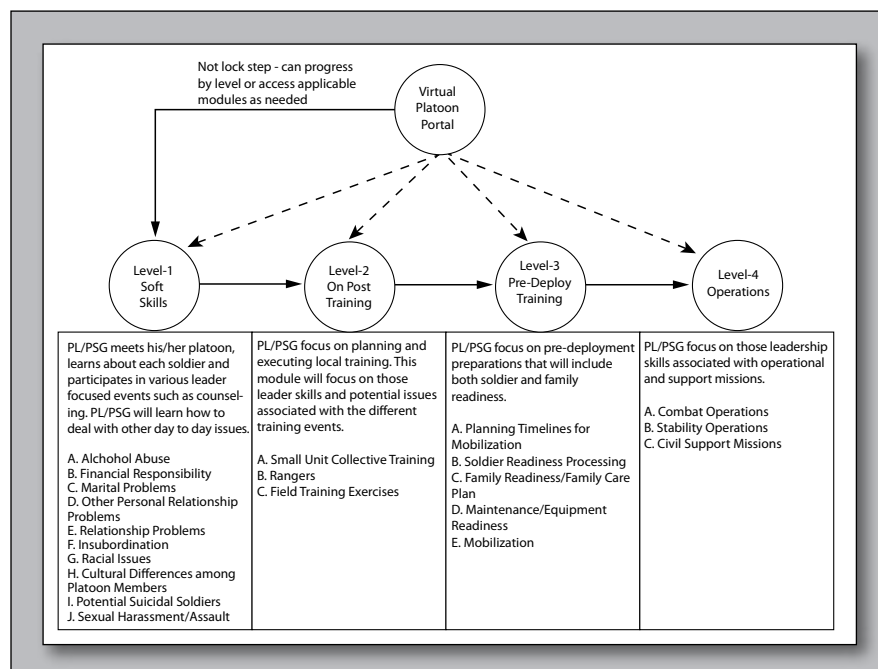 Not lock step - can progress
by level or access applicable
modules as needed
Virtual
Platoon
Portal
Level-1
Soft
Skills
Level-2
On Post
Training
Level-3
Pre-Deploy
Training
Level-4
Operations
PL/PSG meets his/her platoon,
learns about each soldier and
participates in various leader
focused events such as counsel-
ing. PL/PSG will learn how to
deal with other day to day issues.
A. Alchohol Abuse
B. Financial Responsibility
C. Marital Problems
D. Other Personal Relationship
Problems
E. Relationship Problems
F. Insubordination
G. Racial Issues
H. Cultural Differences among
Platoon Members
I. Potential Suicidal Soldiers
J. Sexual Harassment/Assault
PL/PSG focus on planning and
executing local training. This
module will focus on those
leader skills and potential issues
associated with the different
training events.
A. Small Unit Collective Training
B. Rangers
C. Field Training Exercises
PL/PSG focus on pre-deployment
preparations that will include
both soldier and family
readiness.
A. Planning Timelines for
Mobilization
B. Soldier Readiness Processing
C. Family Readiness/Family Care
Plan
D. Maintenance/Equipment
Readiness
E. Mobilization
PL/PSG focus on those leadership
skills associated with operational
and support missions.
A. Combat Operations
B. Stability Operations
C. Civil Support Missions